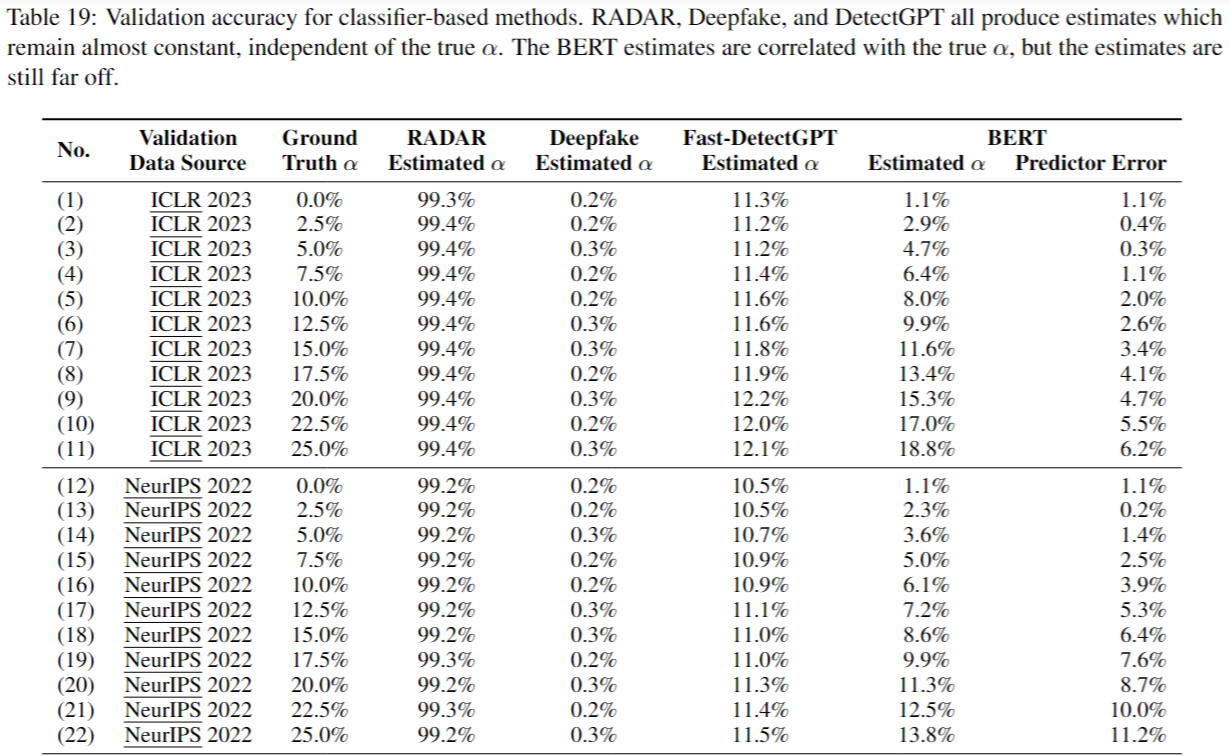 Table 19: Validation accuracy for classifier-based methods. RADAR, Deepfake, and DetectGPT all produce estimates which
remain almost constant, independent of the true α. The BERT estimates are correlated with the true α, but the estimates are
still far off.
No. Validation Data Source Ground Truth α RADAR Estimated α Deepfake Estimated α Fast-DetectGPT Estimated α BERT Estimated α Predictor Error
(1) ICLR 2023 0.0% 99.3% 0.2% 11.3% 1.1% 1.1%
(2) ICLR 2023 2.5% 99.4% 0.2% 11.2% 2.9% 0.4%
(3) ICLR 2023 5.0% 99.4% 0.3% 11.2% 4.7% 0.3%
(4) ICLR 2023 7.5% 99.4% 0.2% 11.4% 6.4% 1.1%
(5) ICLR 2023 10.0% 99.4% 0.2% 11.6% 8.0% 2.0%
(6) ICLR 2023 12.5% 99.4% 0.3% 11.6% 9.9% 2.6%
(7) ICLR 2023 15.0% 99.4% 0.3% 11.8% 11.6% 3.4%
(8) ICLR 2023 17.5% 99.4% 0.2% 11.9% 13.4% 4.1%
(9) ICLR 2023 20.0% 99.4% 0.3% 12.2% 15.3% 4.7%
(10) ICLR 2023 22.5% 99.4% 0.2% 12.0% 17.0% 5.5%
(11) ICLR 2023 25.0% 99.4% 0.3% 12.1% 18.8% 6.2%
(12) NeurIPS 2022 0.0% 99.2% 0.2% 10.5% 1.1% 1.1%
(13) NeurIPS 2022 2.5% 99.2% 0.2% 10.5% 2.3% 0.2%
(14) NeurIPS 2022 5.0% 99.2% 0.3% 10.7% 3.6% 1.4%
(15) NeurIPS 2022 7.5% 99.2% 0.2% 10.9% 5.0% 2.5%
(16) NeurIPS 2022 10.0% 99.2% 0.2% 10.9% 6.1% 3.9%
(17) NeurIPS 2022 12.5% 99.2% 0.3% 11.1% 7.2% 5.3%
(18) NeurIPS 2022 15.0% 99.2% 0.3% 11.0% 8.6% 6.4%
(19) NeurIPS 2022 17.5% 99.3% 0.2% 11.0% 9.9% 7.6%
(20) NeurIPS 2022 20.0% 99.2% 0.3% 11.3% 11.3% 8.7%
(21) NeurIPS 2022 22.5% 99.3% 0.2% 11.4% 12.5% 10.0%
(22) NeurIPS 2022 25.0% 99.2% 0.3% 11.5% 13.8% 11.2%